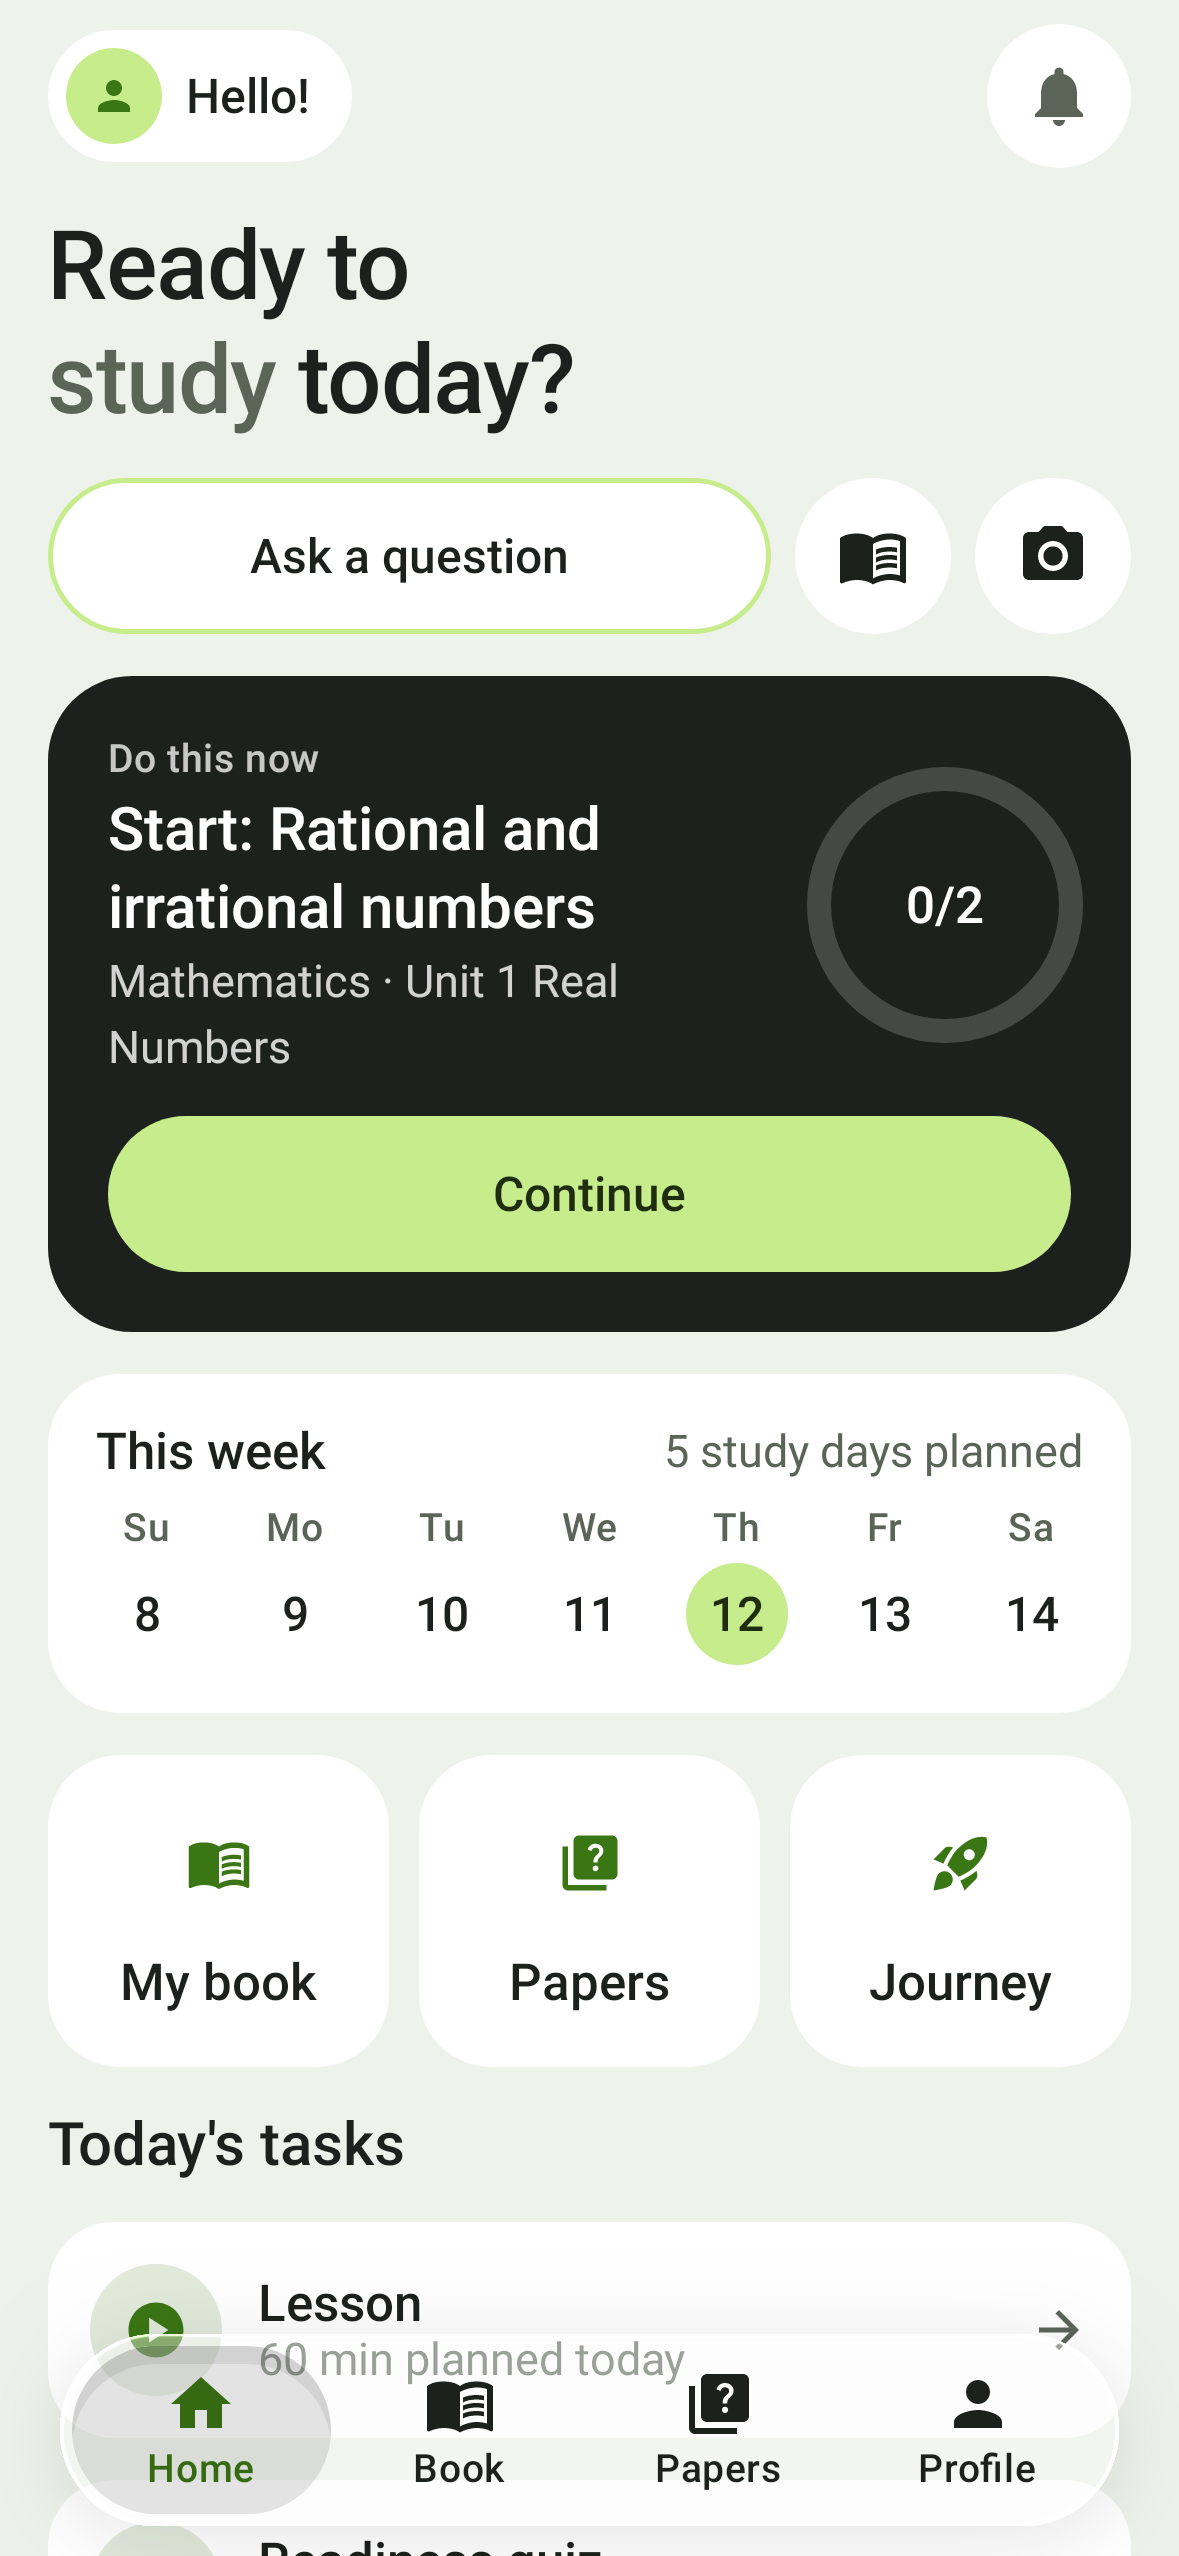 Hello!
Ready to
study today?
Ask a question
Do this now
Start: Rational and
irrational numbers
Mathematics · Unit 1 Real
Numbers
0/2
Continue
This week
5 study days planned
Su Mo Tu We Th Fr Sa
8 9 10 11 12 13 14
My book
Papers
Journey
Today's tasks
Lesson
60 min planned today
Home
Book
Papers
Profile
Readiness quiz